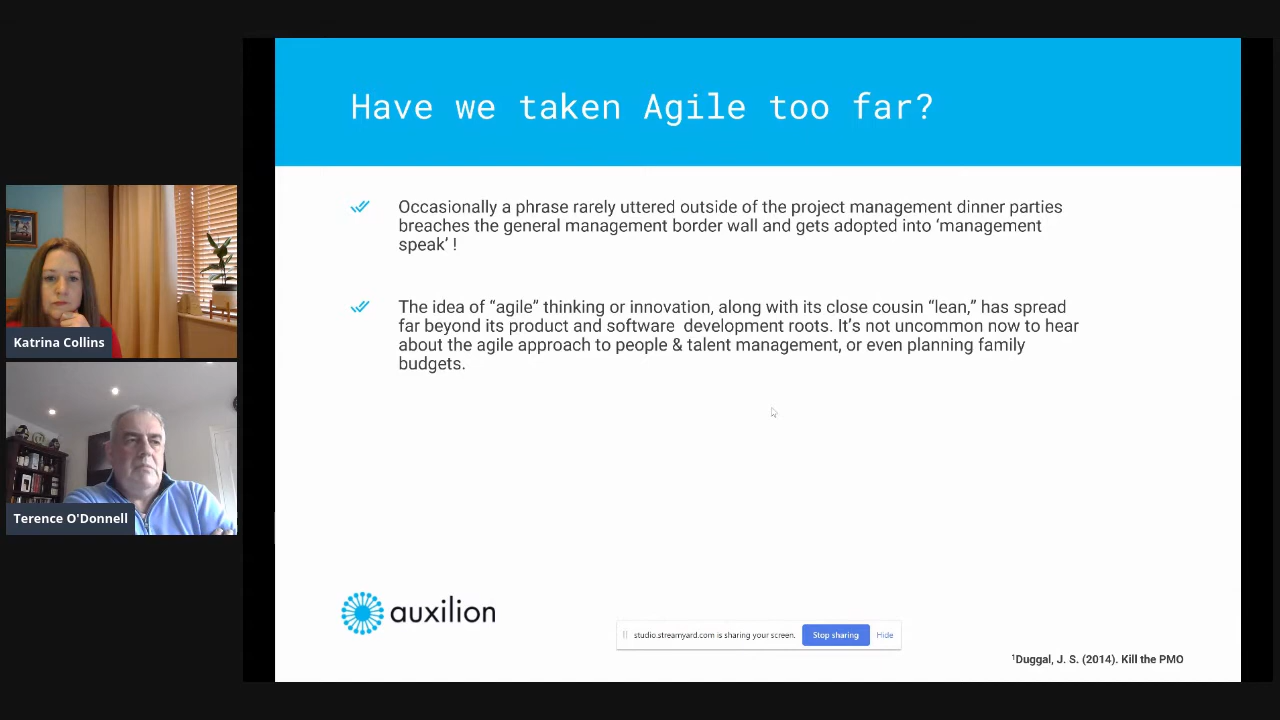 Have we taken Agile too far?
Occasionally a phrase rarely uttered outside of the project management dinner parties
breaches the general management border wall and gets adopted into ‘management
speak’ !
The idea of “agile” thinking or innovation, along with its close cousin “lean,” has spread
far beyond its product and software  development roots. It’s not uncommon now to hear
about the agile approach to people & talent management, or even planning family
budgets.
Katrina Collins
Terence O'Donnell
auxilion
studio.streamyard.com is sharing your screen.
Stop sharing
Hide
¹Duggal, J. S. (2014). Kill the PMO